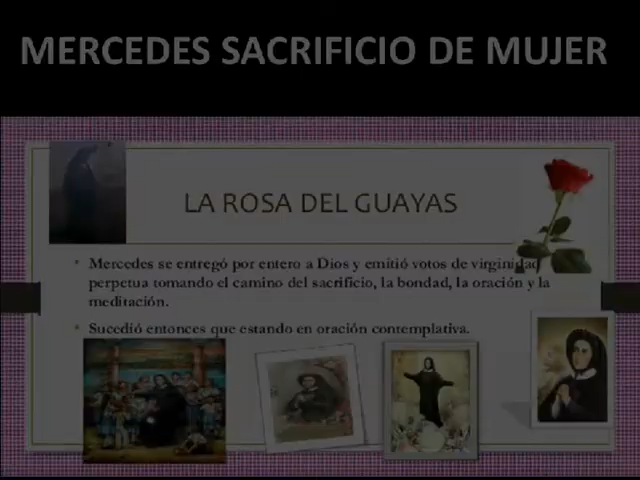 MERCEDES SACRIFICIO DE MUJER
LA ROSA DEL GUAYAS
• Mercedes se entregó por entero a Dios y emitió votos de virginidad
perpetua tomando el camino del sacrificio, la bondad, la oración y la
meditación.
• Sucedió entonces que estando en oración contemplativa.